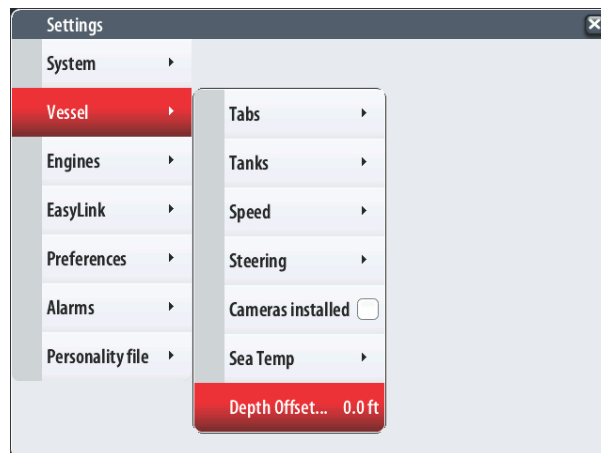 Settings
System
Vessel
Engines
EasyLink
Preferences
Alarms
Personality file
Tabs
Tanks
Speed
Steering
Cameras installed
Sea Temp
Depth Offset... 0.0 ft